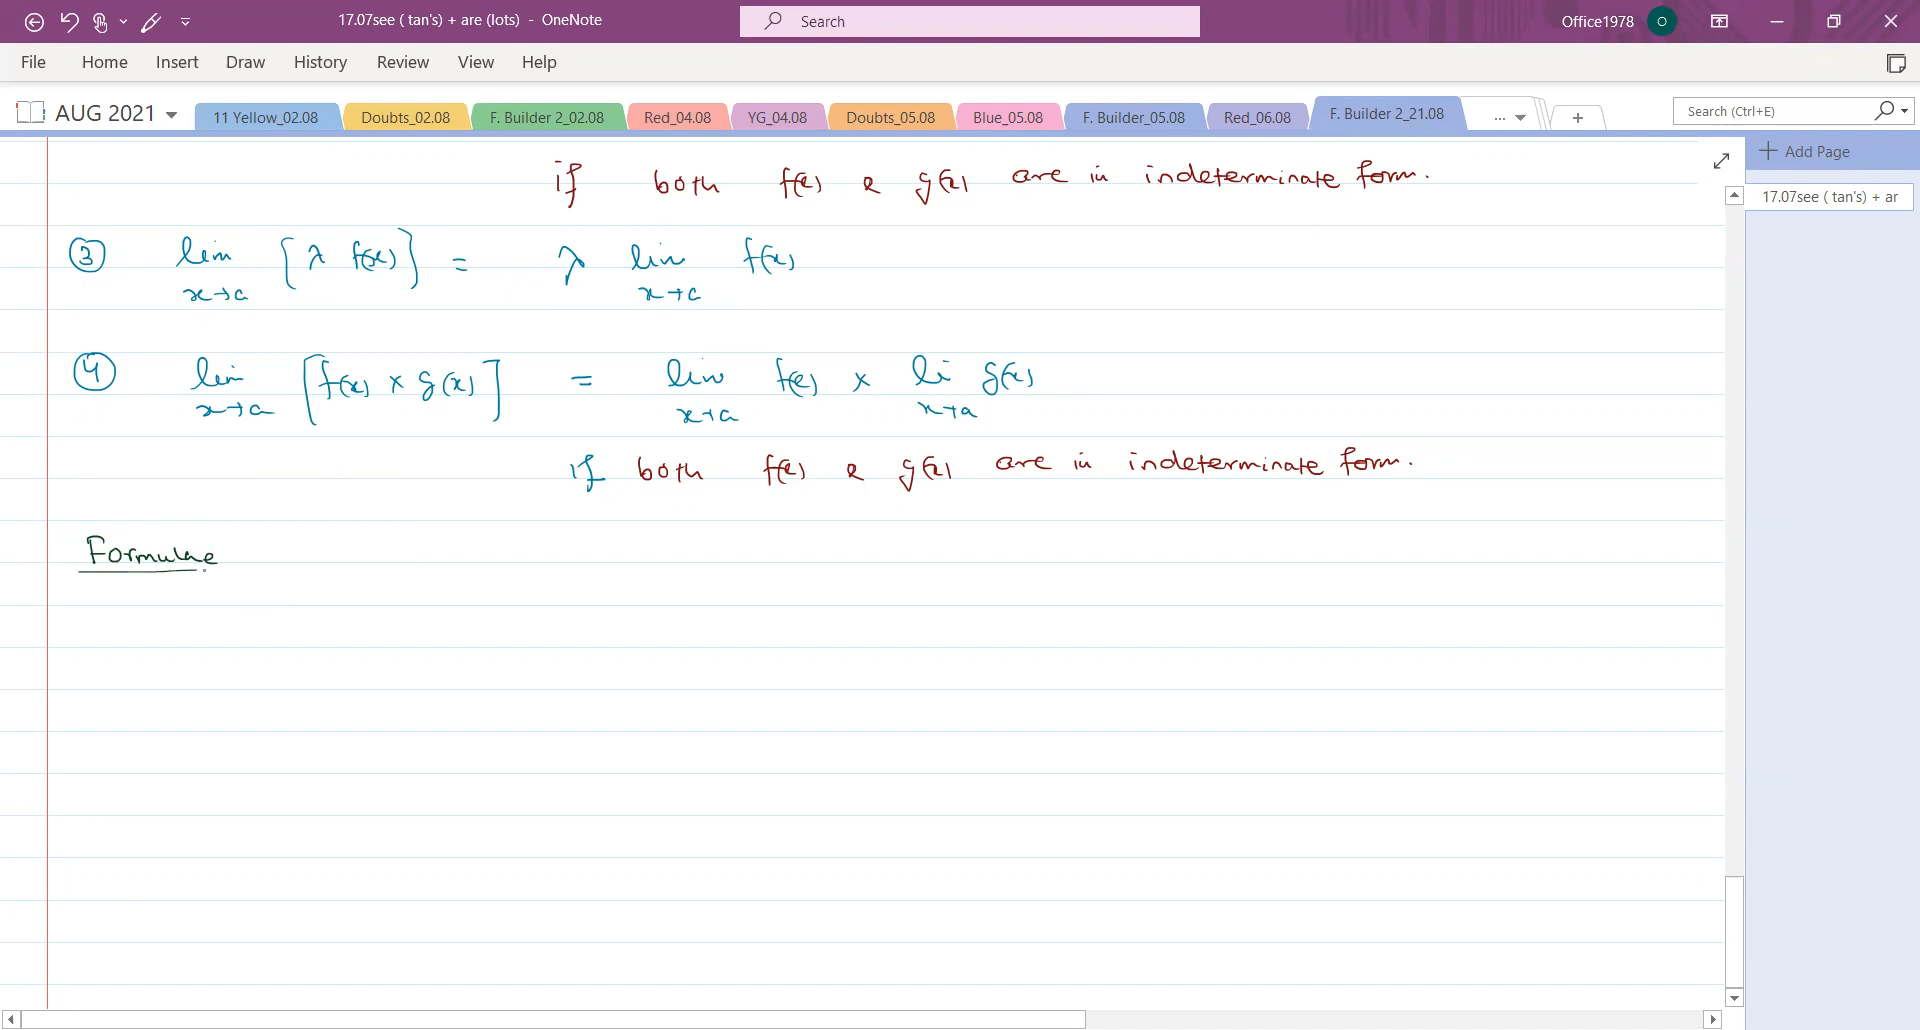 17.07see ( tan's) + are (lots) - OneNote
Search
Office1978
O
File Home Insert Draw History Review View Help
AUG 2021
11 Yellow_02.08
Doubts_02.08
F. Builder 2_02.08
Red_04.08
YG_04.08
Doubts_05.08
Blue_05.08
F. Builder_05.08
Red_06.08
F. Builder 2_21.08
...
Search (Ctrl+E)
Add Page
17.07see ( tan's) + ar
if both f(x) & g(x) are in indeterminate form.
③ lim [λ f(x)] = λ lim f(x)
x→a x→a
④ lim [f(x) × g(x)] = lim f(x) × li g(x)
x→a x→a x→a
if both f(x) & g(x) are in indeterminate form.
Formulae